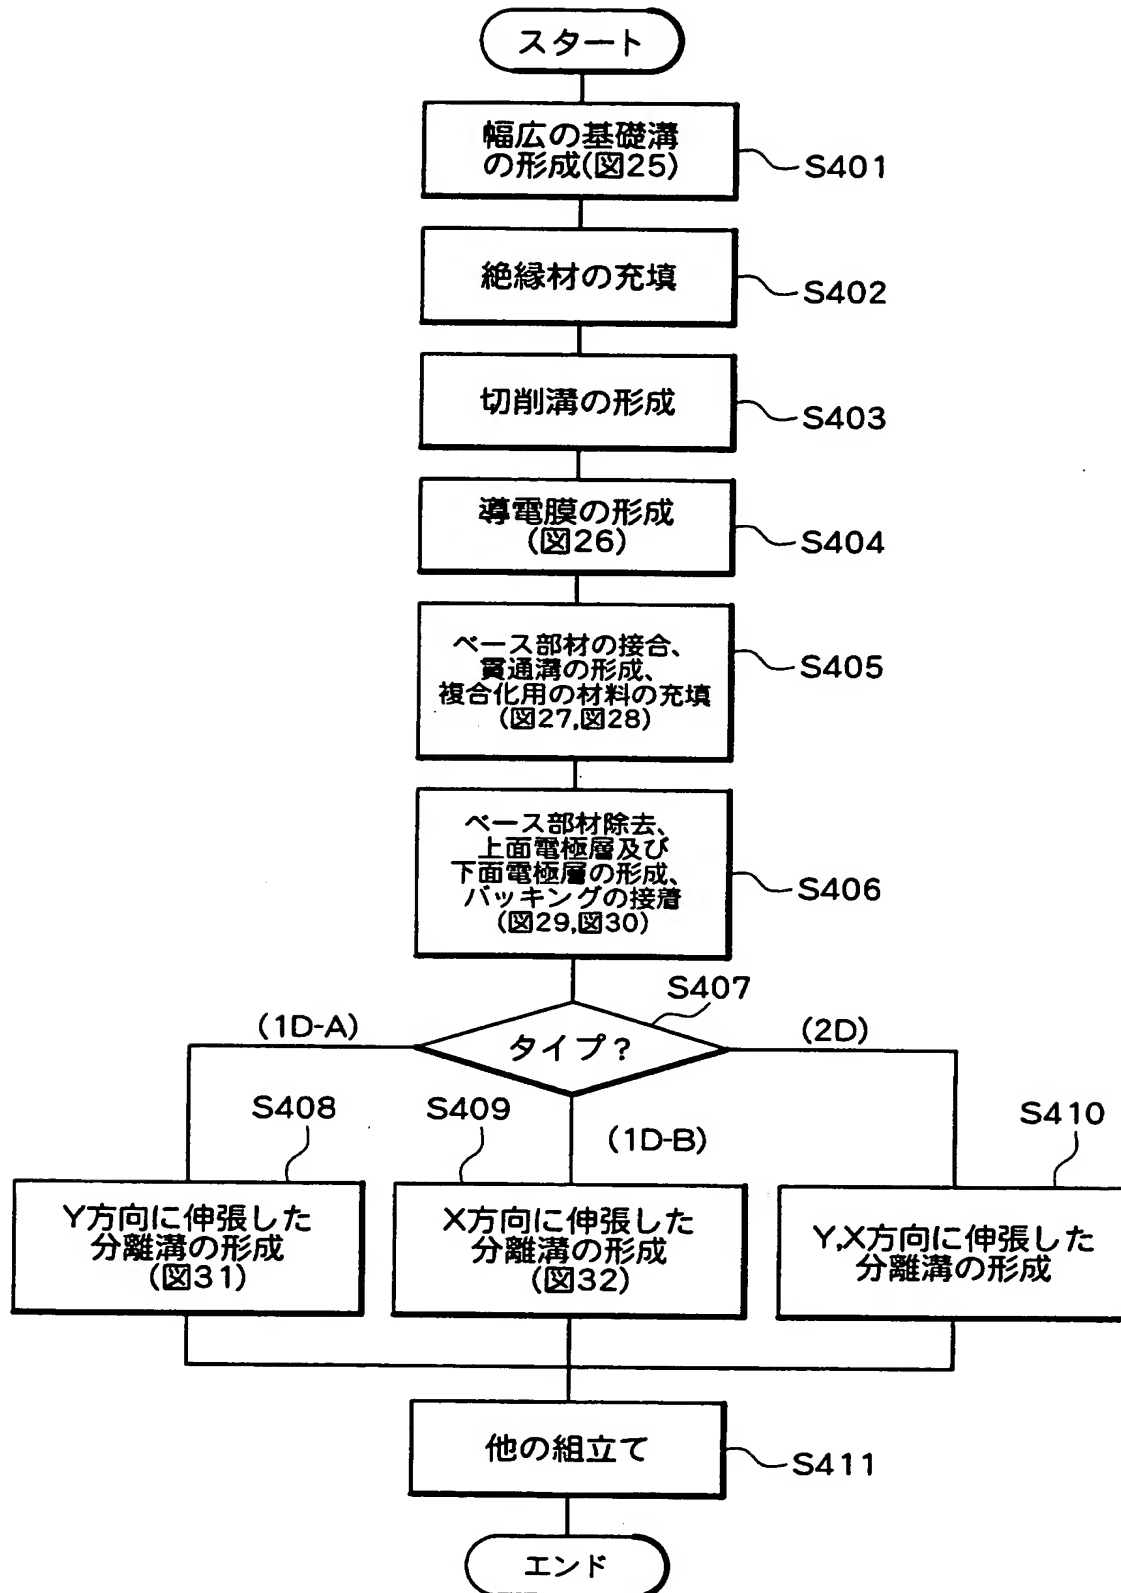 スタート
幅広の基礎溝
の形成(図25)
S401
絶縁材の充填
S402
切削溝の形成
S403
導電膜の形成
(図26)
S404
ベース部材の接合、
貫通溝の形成、
複合化用の材料の充填
(図27,図28)
S405
ベース部材除去、
上面電極層及び
下面電極層の形成、
バッキングの接着
(図29,図30)
S406
S407
タイプ?
(1D-A)
(1D-B)
(2D)
S408
Y方向に伸張した
分離溝の形成
(図31)
S409
X方向に伸張した
分離溝の形成
(図32)
S410
Y,X方向に伸張した
分離溝の形成
他の組立て
S411
エンド